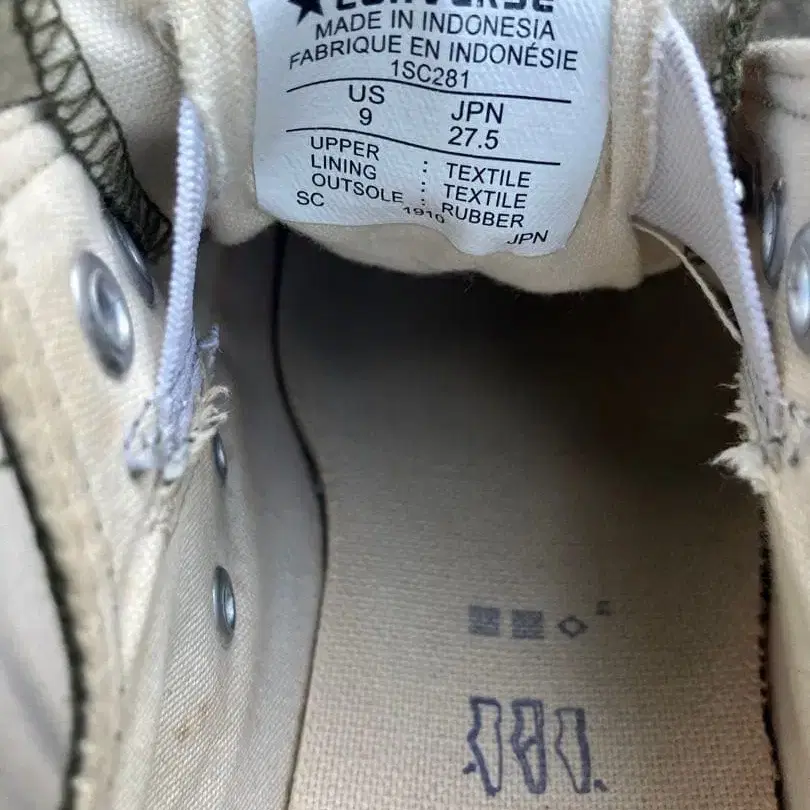 CONVERSE
MADE IN INDONESIA
FABRIQUE EN INDONÉSIE
1SC281
US JPN
9 27.5
UPPER : TEXTILE
LINING : TEXTILE
OUTSOLE : RUBBER
SC 1910 JPN